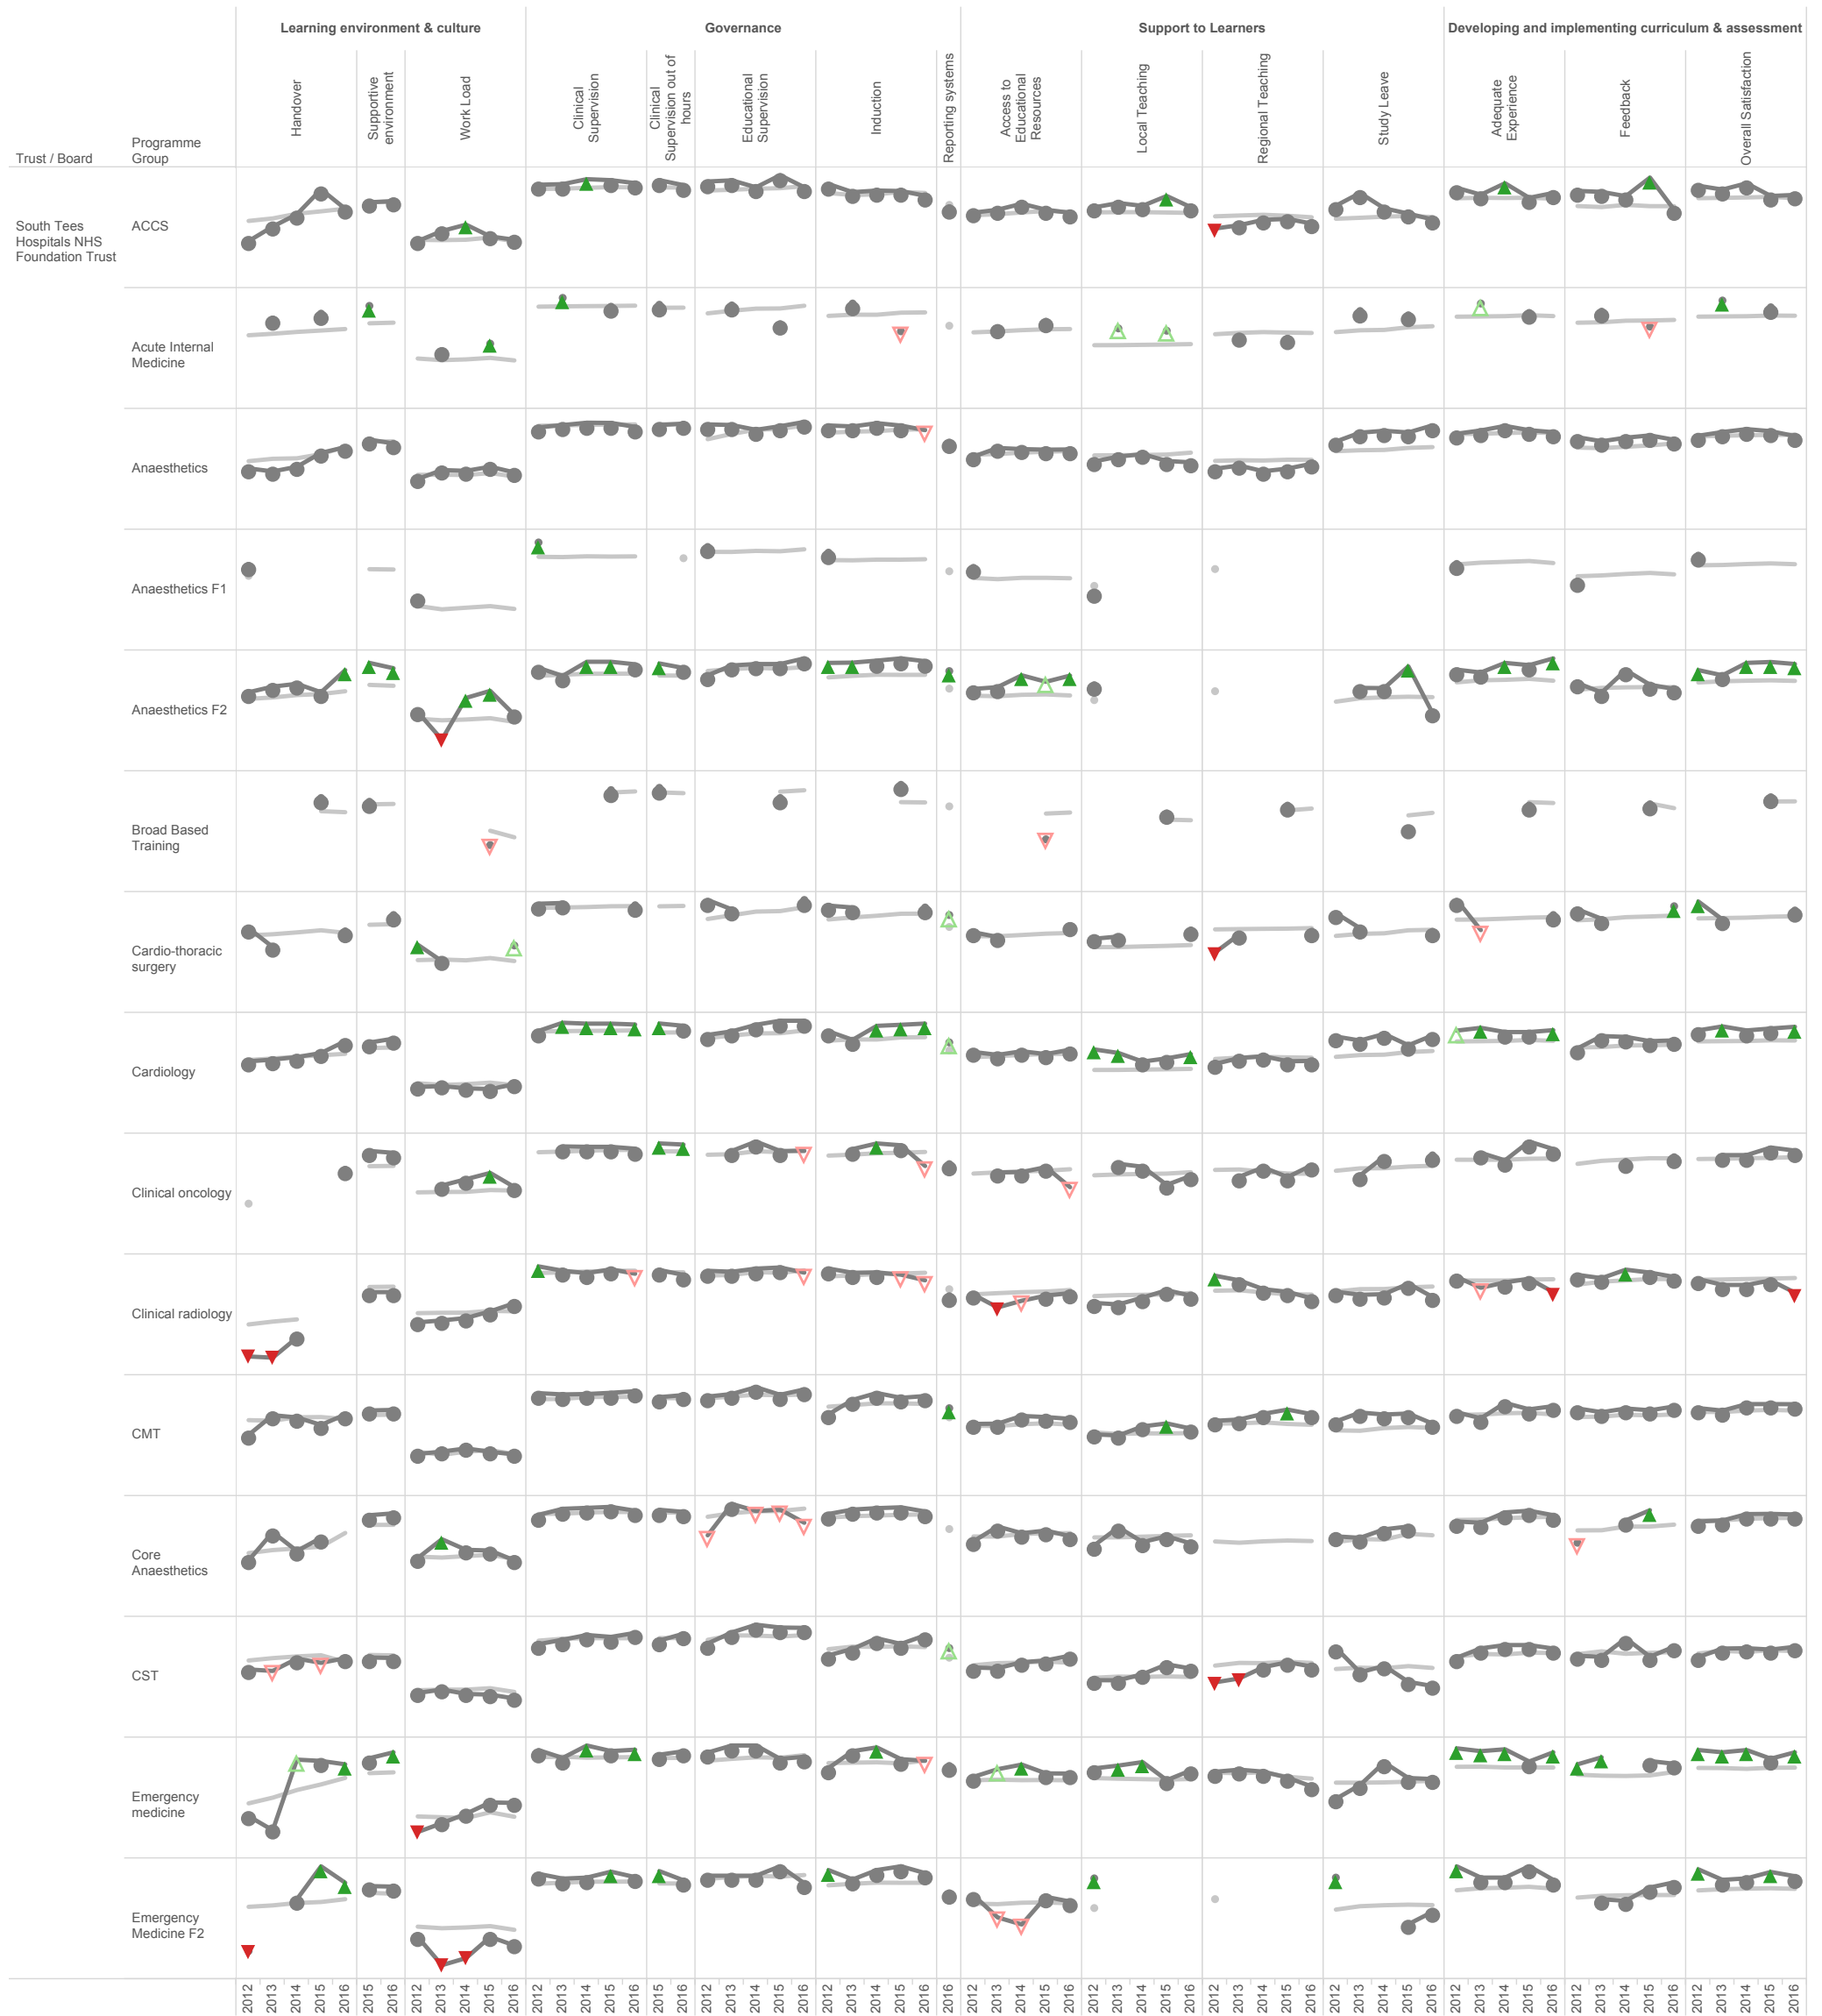 Learning environment & culture
Governance
Support to Learners
Developing and implementing curriculum & assessment
Trust / Board
Programme
Group
Handover
Supportive
environment
Work Load
Clinical
Supervision
Clinical
Supervision out of
hours
Educational
Supervision
Induction
Reporting systems
Access to
Educational
Resources
Local Teaching
Regional Teaching
Study Leave
Adequate
Experience
Feedback
Overall Satisfaction
South Tees
Hospitals NHS
Foundation Trust
ACCS
Acute Internal
Medicine
Anaesthetics
Anaesthetics F1
Anaesthetics F2
Broad Based
Training
Cardio-thoracic
surgery
Cardiology
Clinical oncology
Clinical radiology
CMT
Core
Anaesthetics
CST
Emergency
medicine
Emergency
Medicine F2
2012
2013
2014
2015
2016
2015
2016
2012
2013
2014
2015
2016
2012
2013
2014
2015
2016
2015
2016
2012
2013
2014
2015
2016
2012
2013
2014
2015
2016
2016
2012
2013
2014
2015
2016
2012
2013
2014
2015
2016
2012
2013
2014
2015
2016
2012
2013
2014
2015
2016
2012
2013
2014
2015
2016
2012
2013
2014
2015
2016
2012
2013
2014
2015
2016